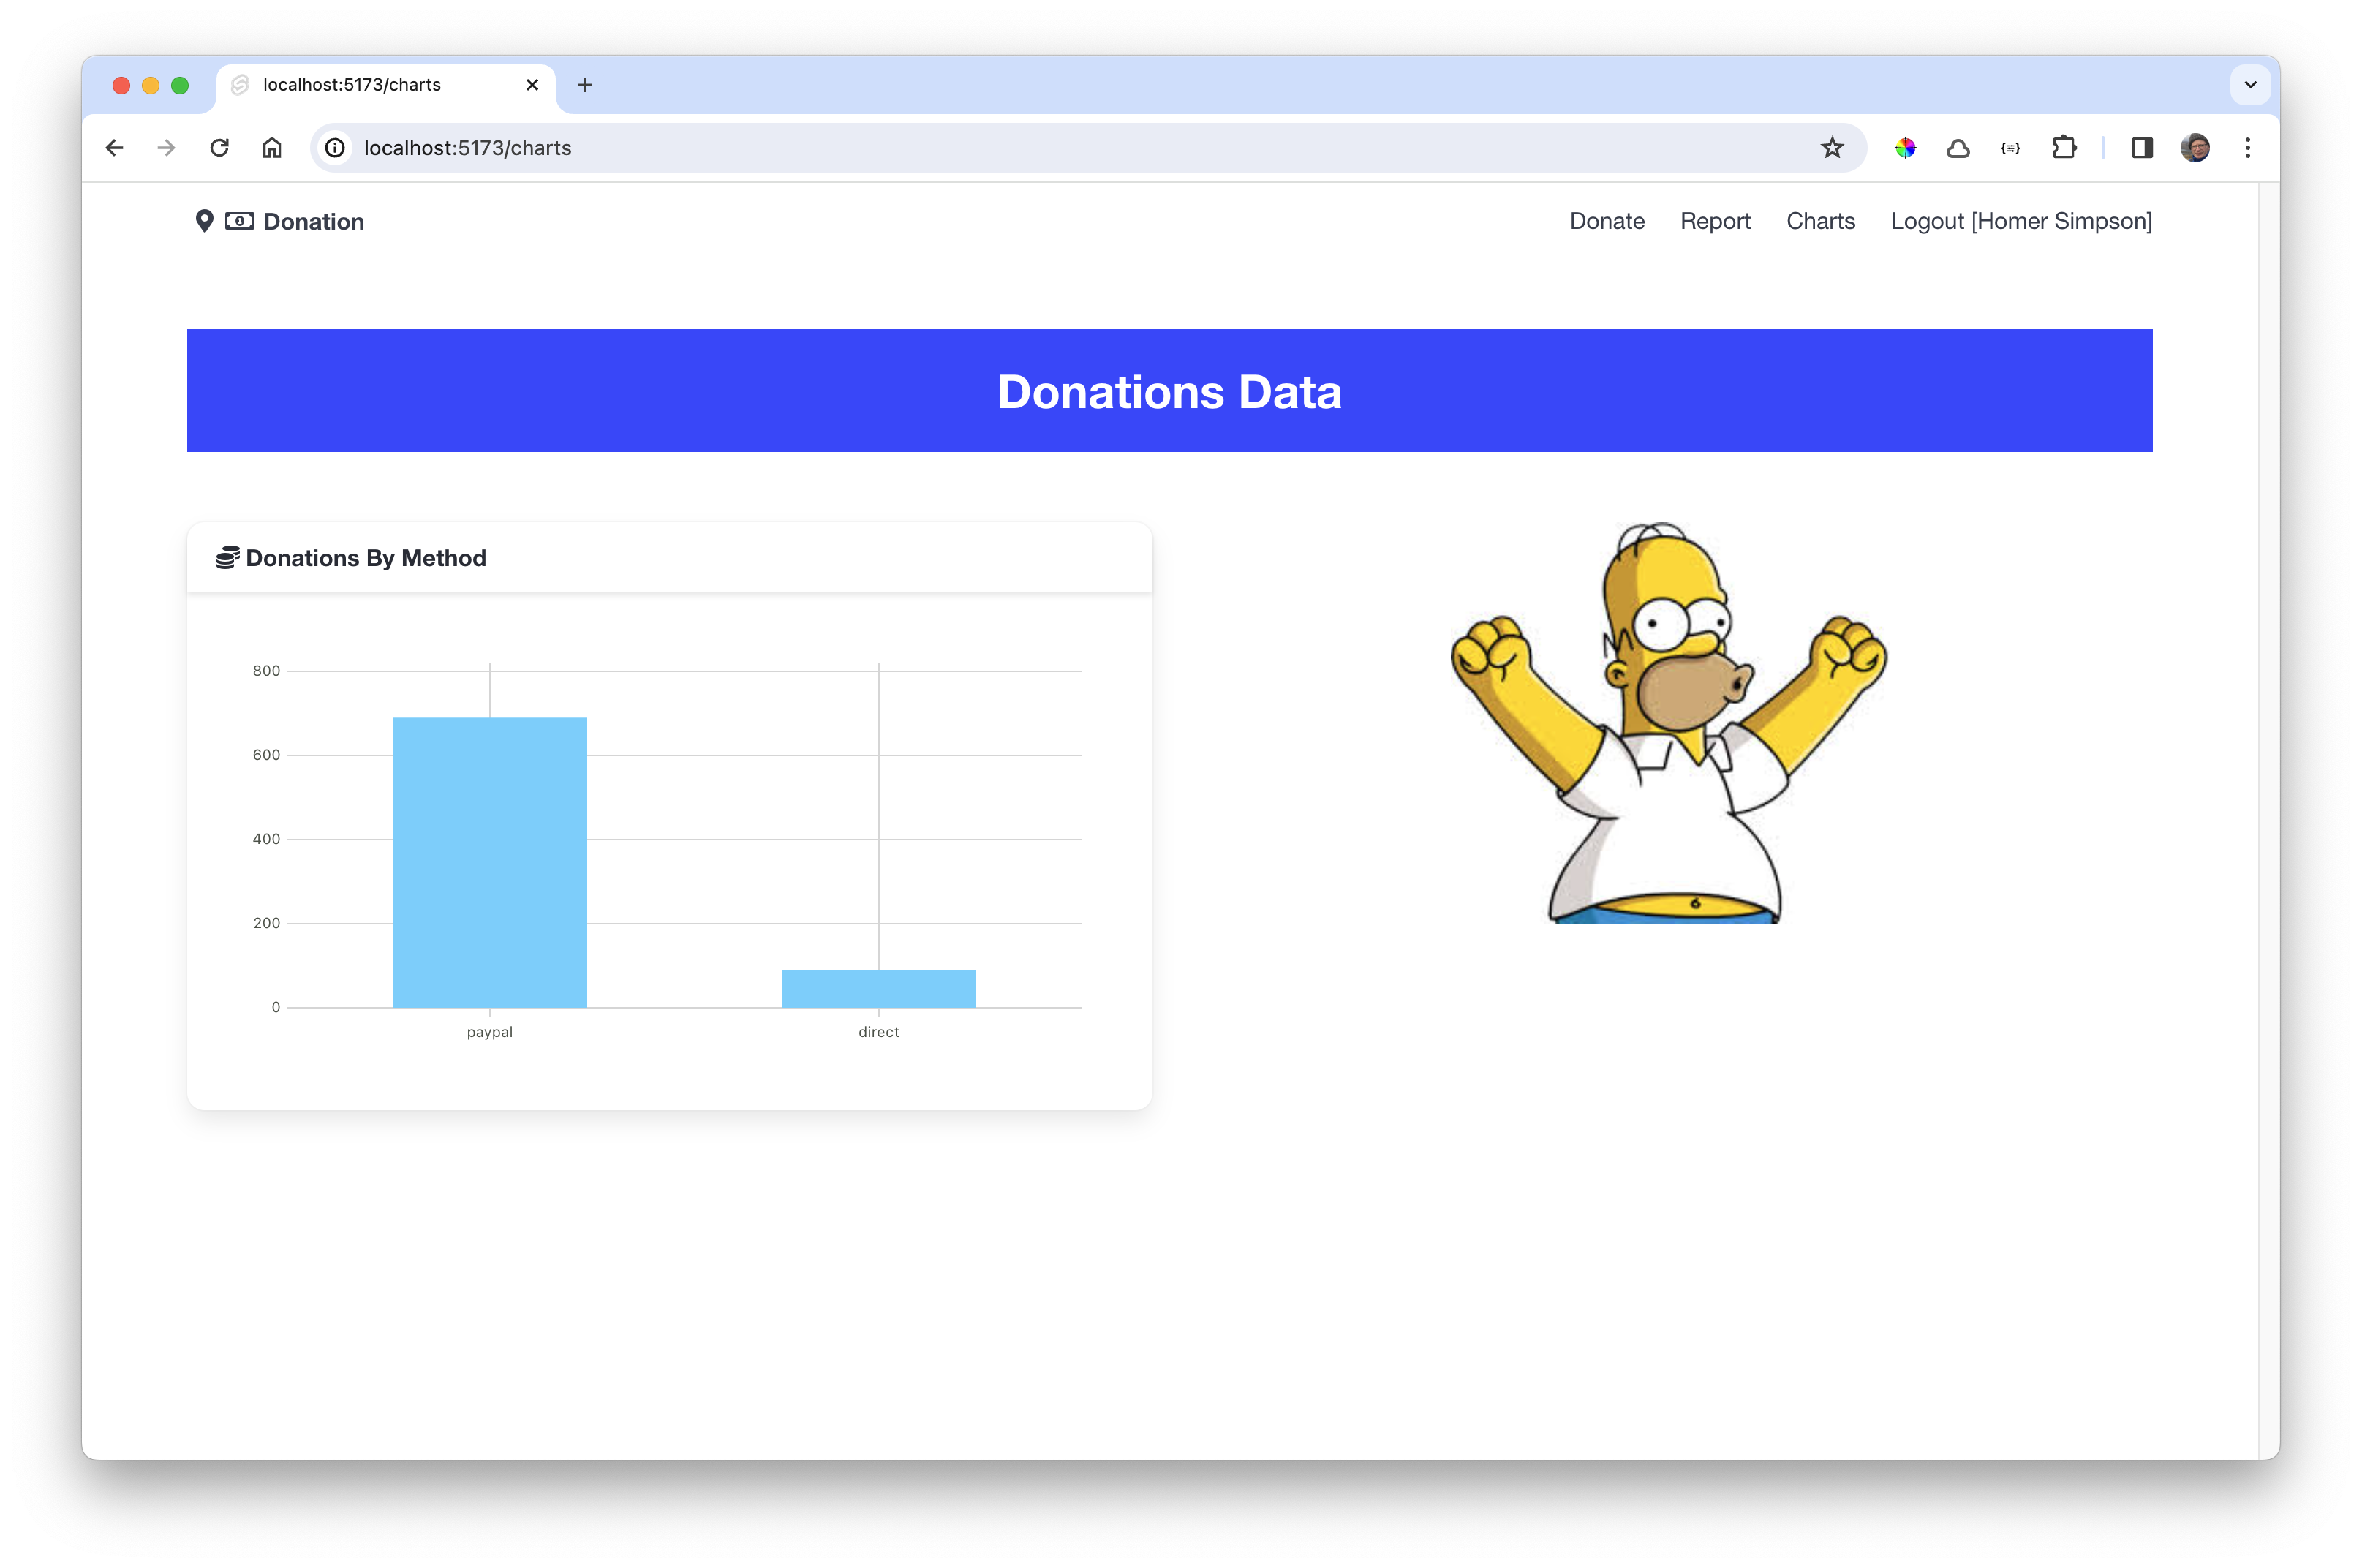 localhost:5173/charts
localhost:5173/charts
Donation
Donate Report Charts Logout [Homer Simpson]
Donations Data
Donations By Method
800
600
400
200
0
paypal direct